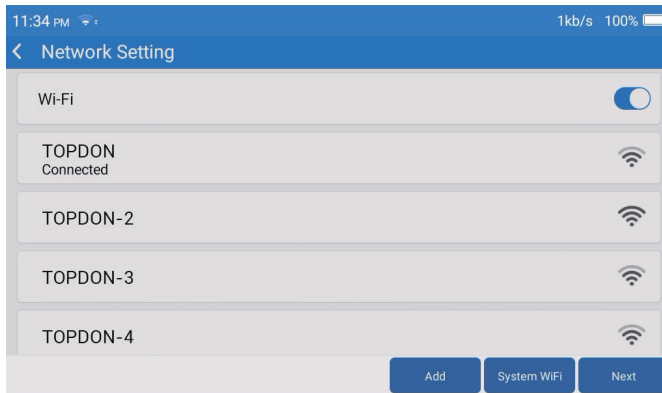 11:34 PM 1kb/s 100%
Network Setting
Wi-Fi
TOPDON
Connected
TOPDON-2
TOPDON-3
TOPDON-4
Add System WiFi Next